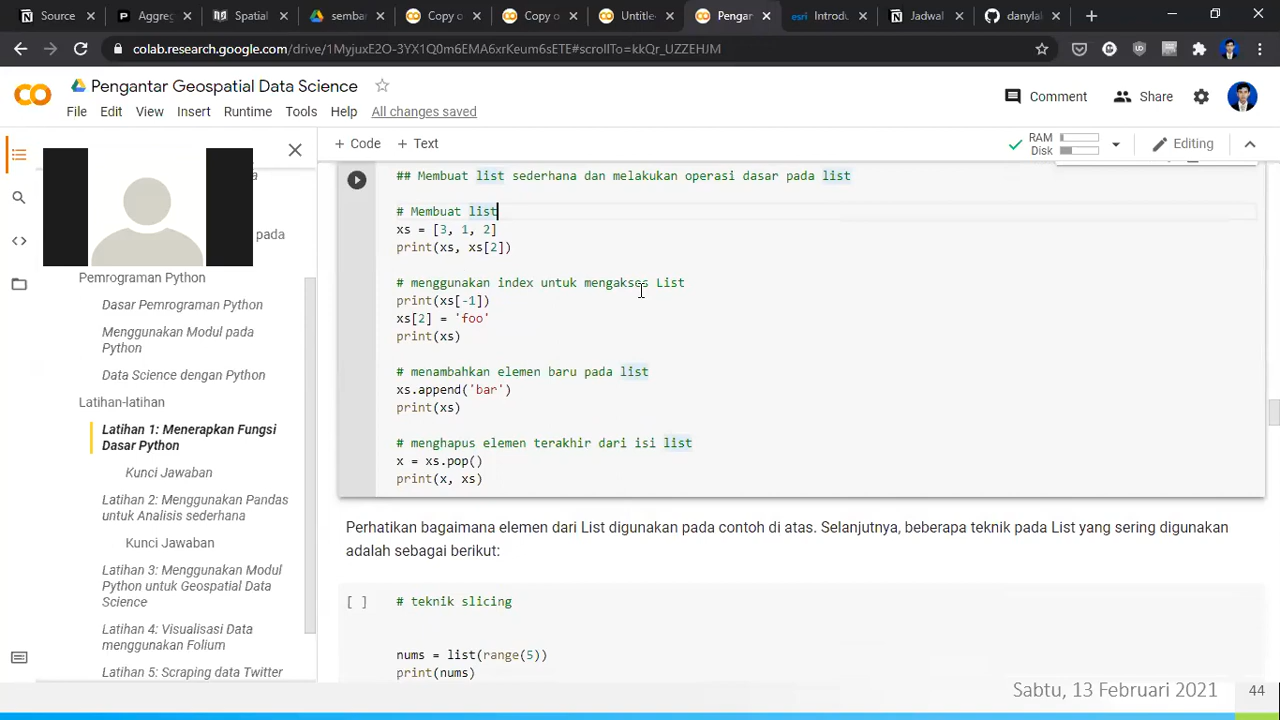 Source
Aggre
Spatial
semba
Copy o
Copy o
Untitle
Pengan
Introdu
Jadwal
danylal
colab.research.google.com/drive/1MyjuxE2O-3YX1Q0m6EMA6xrKeum6sETE#scrollTo=kkQr_UZZEHJM
Pengantar Geospatial Data Science
File Edit View Insert Runtime Tools Help All changes saved
Comment Share
+ Code + Text
RAM
Disk
Editing
pada
Pemrograman Python
Dasar Pemrograman
Menggunakan Modul pada
Python
Data Science dengan Python
Latihan-latihan
Latihan 1: Menerapkan Fungsi
Dasar Python
Kunci Jawaban
Latihan 2: Menggunakan Pandas
untuk Analisis sederhana
Kunci Jawaban
Latihan 3: Menggunakan Modul
Python untuk Geospatial Data
Science
Latihan 4: Visualisasi Data
menggunakan Folium
Latihan 5: Scraping data Twitter
## Membuat list sederhana dan melakukan operasi dasar pada list
# Membuat list
xs = [3, 1, 2]
print(xs, xs[2])
# menggunakan index untuk mengakses List
print(xs[-1])
xs[2] = 'foo'
print(xs)
# menambahkan elemen baru pada list
xs.append('bar')
print(xs)
# menghapus elemen terakhir dari isi list
x = xs.pop()
print(x, xs)
Perhatikan bagaimana elemen dari List digunakan pada contoh di atas. Selanjutnya, beberapa teknik pada List yang sering digunakan
adalah sebagai berikut:
[ ] # teknik slicing
nums = list(range(5))
print(nums)
Sabtu, 13 Februari 2021 44